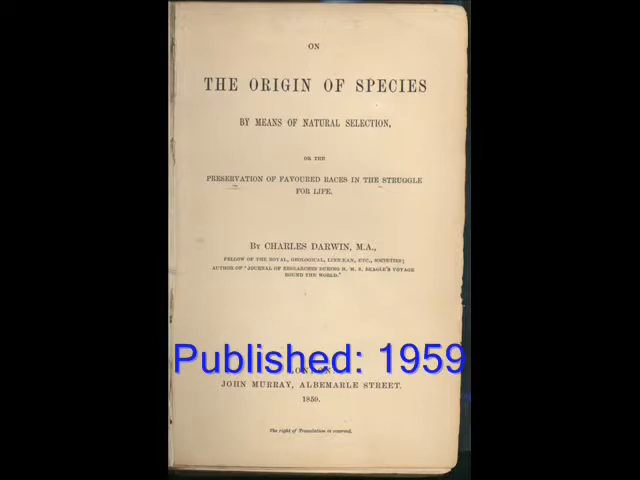 ON
THE ORIGIN OF SPECIES
BY MEANS OF NATURAL SELECTION,
OR THE
PRESERVATION OF FAVOURED RACES IN THE STRUGGLE
FOR LIFE.
BY CHARLES DARWIN, M.A.,
FELLOW OF THE ROYAL, GEOLOGICAL, LINNEAN, ETC., SOCIETIES;
AUTHOR OF 'JOURNAL OF RESEARCHES DURING H. M. S. BEAGLE'S VOYAGE
ROUND THE WORLD.'
Published: 1959
LONDON:
JOHN MURRAY, ALBEMARLE STREET.
1859.
The right of Translation is reserved.